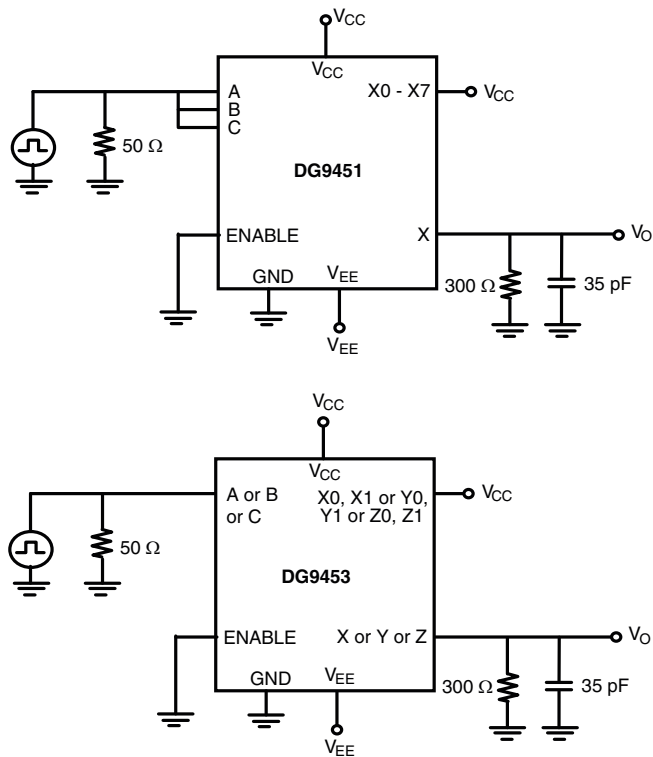 VCC
VCC
A
X0 - X7
VCC
B
C
50 Ω
DG9451
ENABLE
X
VO
GND
VEE
300 Ω
35 pF
VEE
VCC
VCC
A or B
or C
X0, X1 or Y0,
Y1 or Z0, Z1
VCC
50 Ω
DG9453
ENABLE
X or Y or Z
VO
GND
VEE
300 Ω
35 pF
VEE